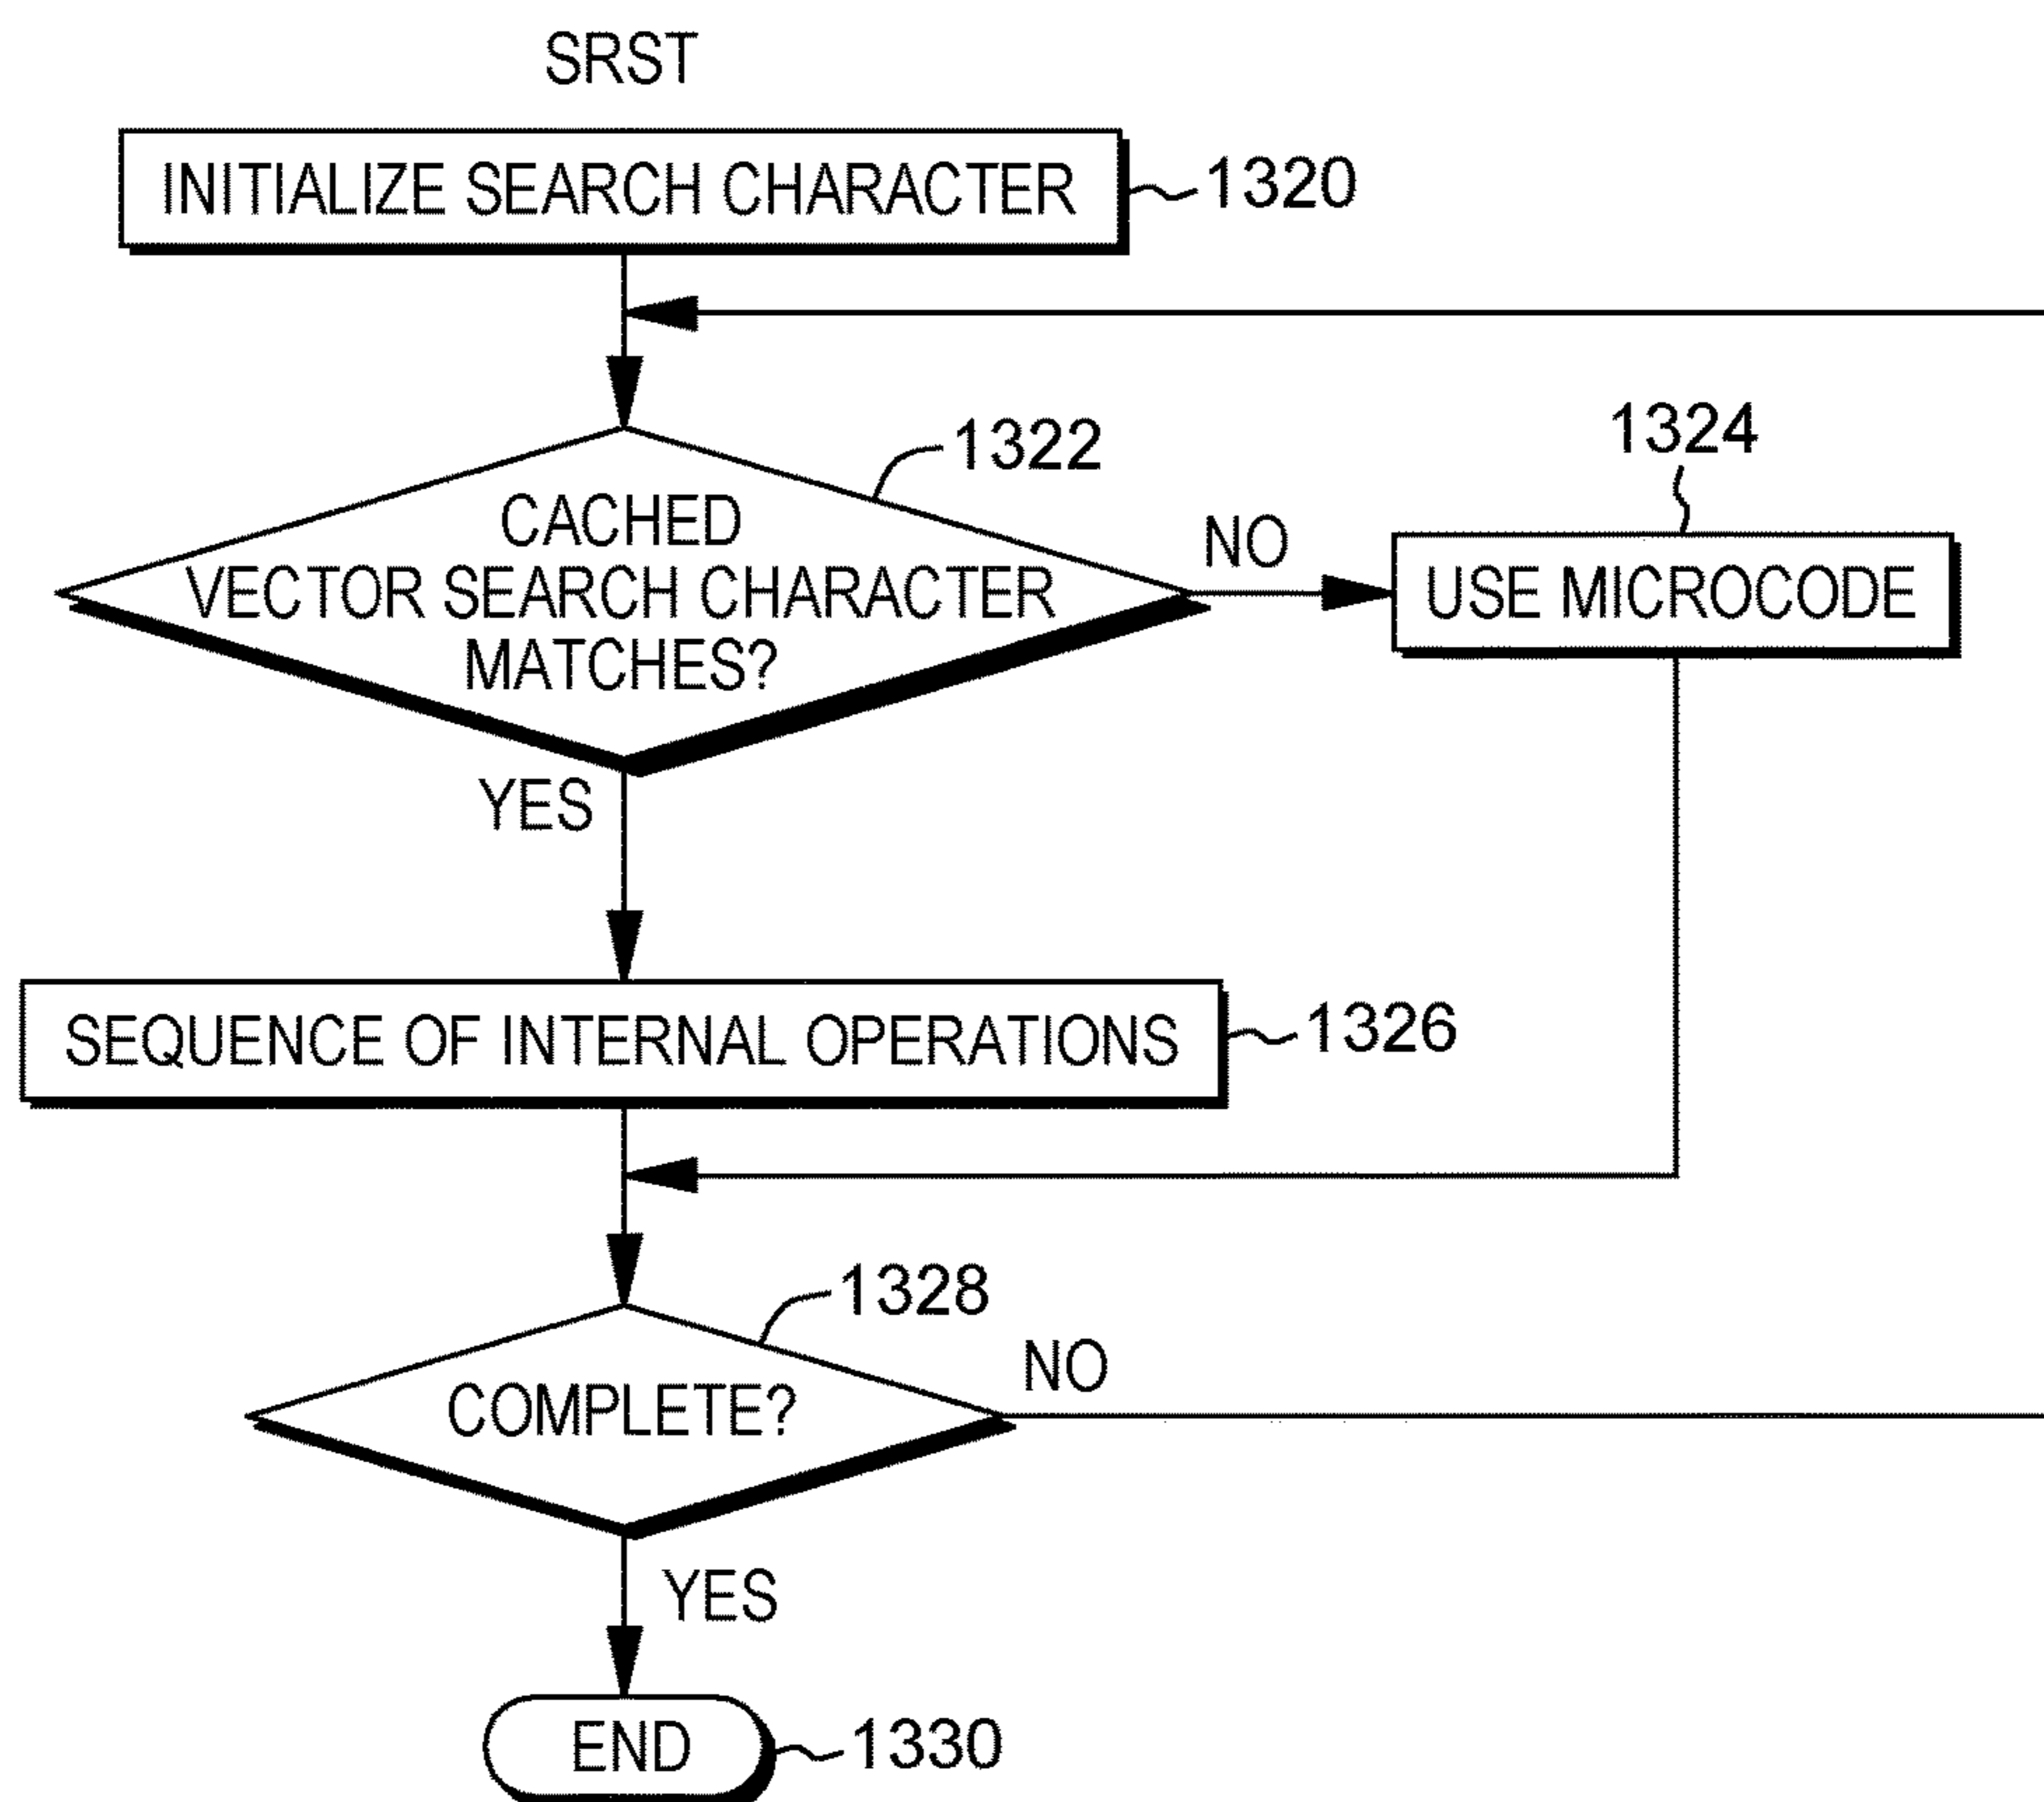 SRST
INITIALIZE SEARCH CHARACTER
1320
1322
CACHED
VECTOR SEARCH CHARACTER
MATCHES?
NO
1324
USE MICROCODE
YES
SEQUENCE OF INTERNAL OPERATIONS
1326
1328
COMPLETE?
NO
YES
END
1330